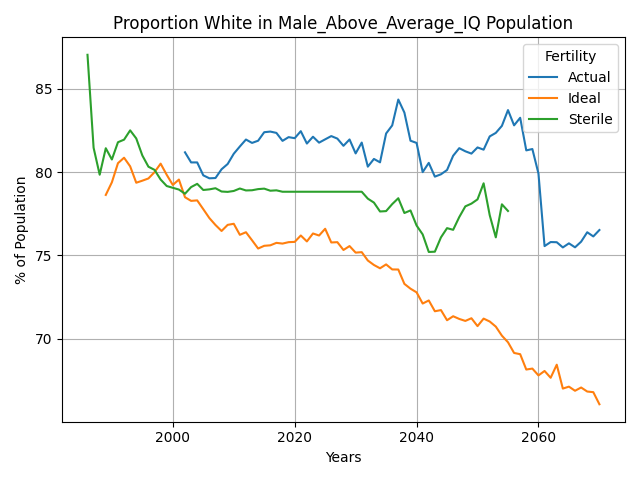 Proportion White in Male_Above_Average_IQ Population
Fertility
Actual
Ideal
Sterile
% of Population
85
80
75
70
2000
2020
2040
2060
Years